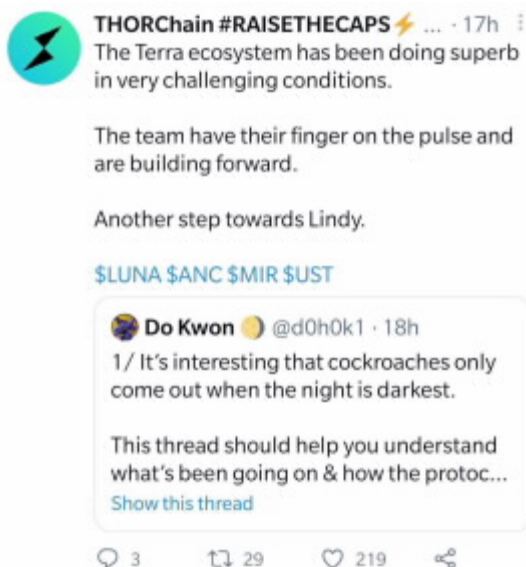 THORChain #RAISETHECAPS⚡ ... · 17h
The Terra ecosystem has been doing superb
in very challenging conditions.
The team have their finger on the pulse and
are building forward.
Another step towards Lindy.
$LUNA $ANC $MIR $UST
Do Kwon 🌖 @d0h0k1 · 18h
1/ It's interesting that cockroaches only
come out when the night is darkest.
This thread should help you understand
what's been going on & how the protoc...
Show this thread
3 29 219